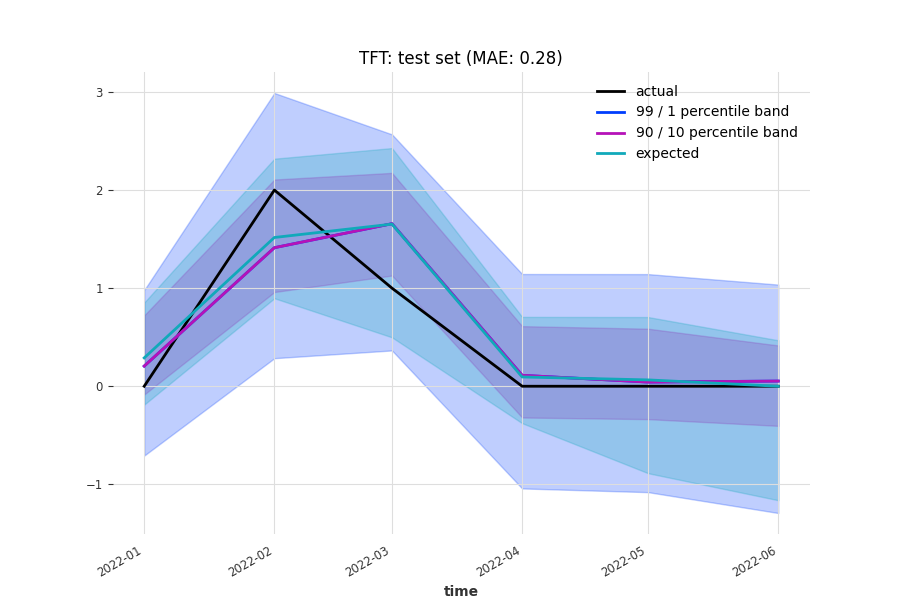 TFT: test set (MAE: 0.28)
actual
99 / 1 percentile band
90 / 10 percentile band
expected
3
2
1
0
−1
2022-01
2022-02
2022-03
2022-04
2022-05
2022-06
time